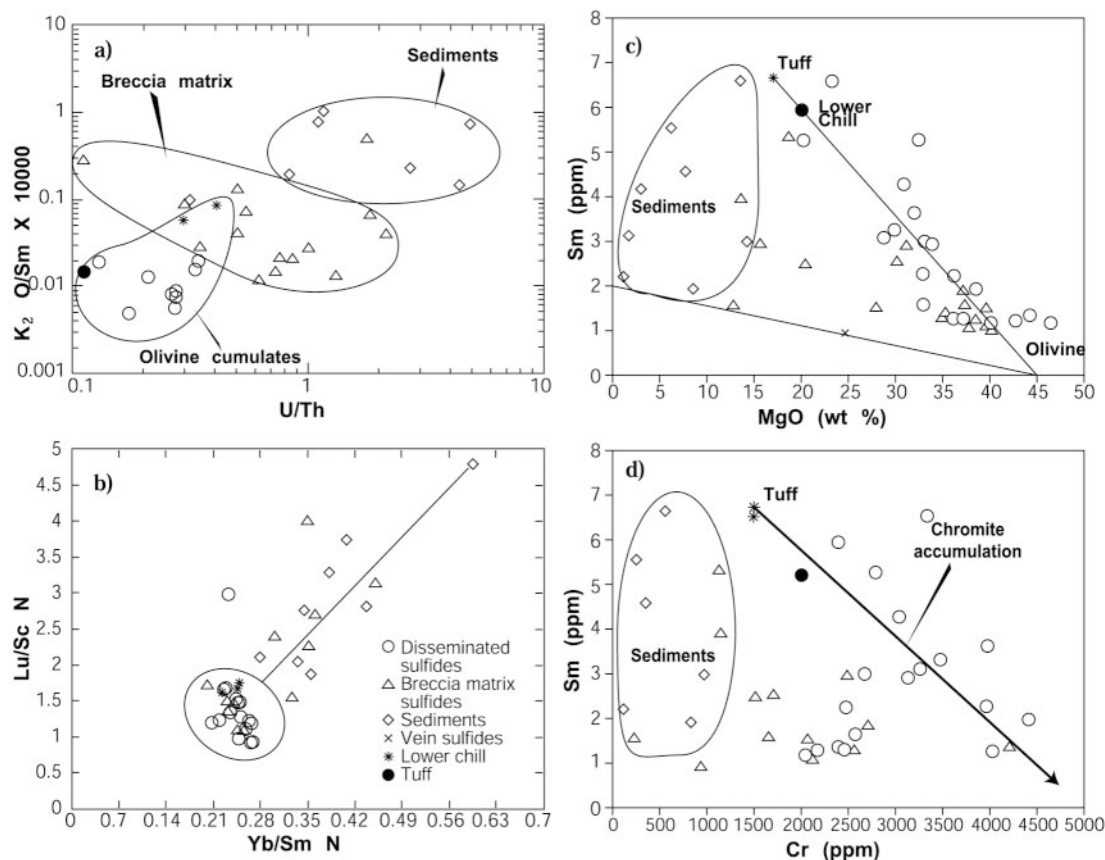 a)
10
1
0.1
0.01
0.001
K2 O/Sm X 10000
Breccia matrix
Sediments
Olivine cumulates
0.1
1
10
U/Th
c)
8
7
6
5
4
3
2
1
0
Sm (ppm)
Tuff
Lower
Chill
Sediments
Olivine
0
5
10
15
20
25
30
35
40
45
50
MgO (wt %)
b)
5
4.5
4
3.5
3
2.5
2
1.5
1
0.5
0
Lu/Sc N
Disseminated
sulfides
Breccia matrix
sulfides
Sediments
Vein sulfides
Lower chill
Tuff
0
0.7
0.7
0.14
0.21
0.28
0.35
0.42
0.49
0.56
0.63
0.7
Yb/Sm N
d)
8
7
6
5
4
3
2
1
0
Sm (ppm)
Tuff
Chromite
accumulation
Sediments
0
500
1000
1500
2000
2500
3000
3500
4000
4500
5000
Cr (ppm)